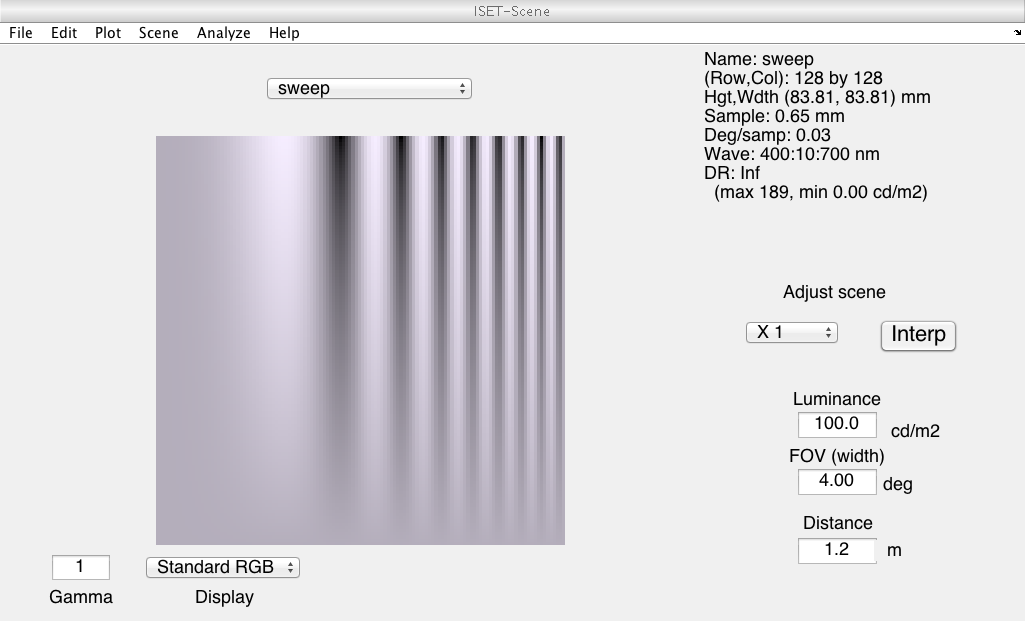 ISET-Scene
File Edit Plot Scene Analyze Help
sweep
Name: sweep
(Row,Col): 128 by 128
Hgt,Wdth (83.81, 83.81) mm
Sample: 0.65 mm
Deg/samp: 0.03
Wave: 400:10:700 nm
DR: Inf
(max 189, min 0.00 cd/m2)
Adjust scene
X 1
Interp
Luminance
100.0 cd/m2
FOV (width)
4.00 deg
Distance
1.2 m
1
Gamma
Standard RGB
Display